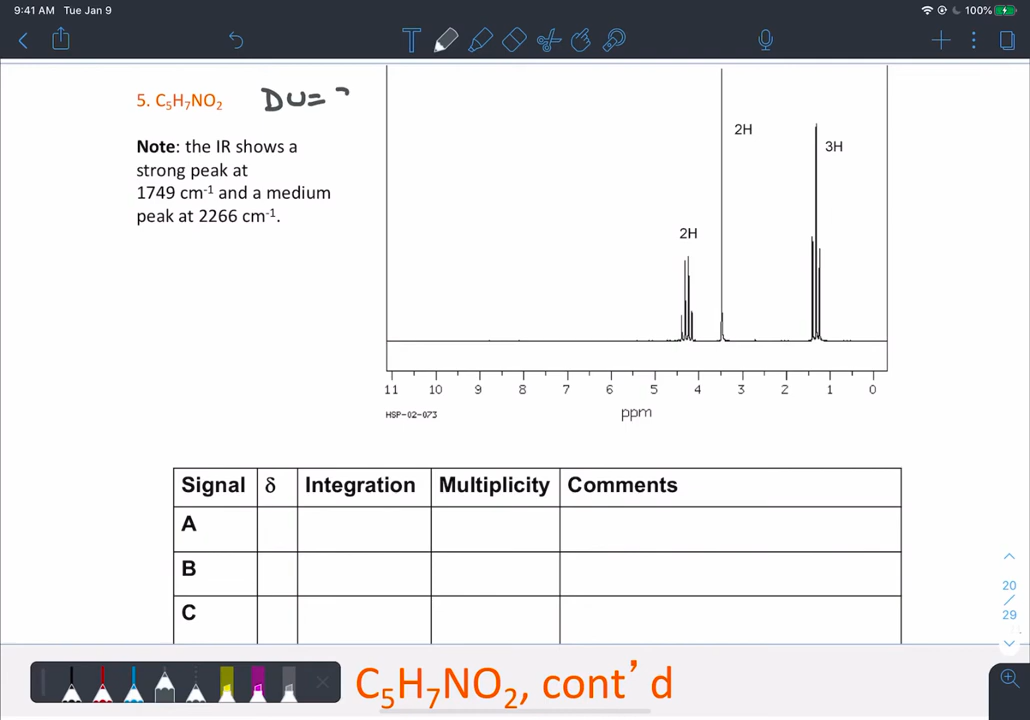 9:41 AM Tue Jan 9
100%
5. C₅H₇NO₂
DU=
Note: the IR shows a
strong peak at
1749 cm⁻¹ and a medium
peak at 2266 cm⁻¹.
2H
3H
2H
11 10 9 8 7 6 5 4 3 2 1 0
HSP-02-073
ppm
Signal δ Integration Multiplicity Comments
A
B
C
20
/
29
C₅H₇NO₂, cont’d